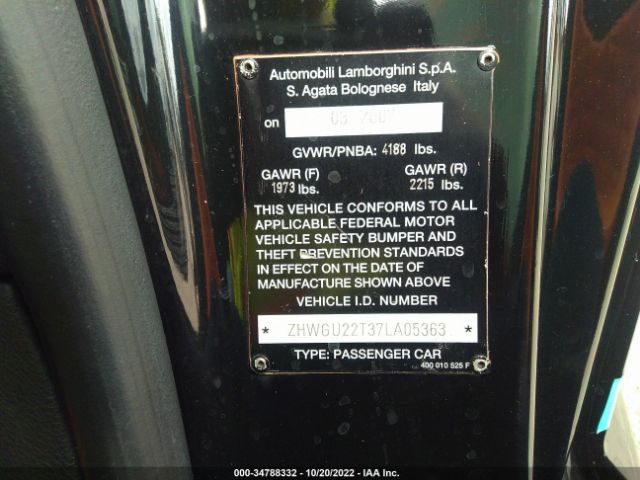 Automobili Lamborghini S.p.A.
S. Agata Bolognese Italy
on 03 2007
GVWR/PNBA: 4188 lbs.
GAWR (F) GAWR (R)
1973 lbs. 2215 lbs.
THIS VEHICLE CONFORMS TO ALL
APPLICABLE FEDERAL MOTOR
VEHICLE SAFETY BUMPER AND
THEFT PREVENTION STANDARDS
IN EFFECT ON THE DATE OF
MANUFACTURE SHOWN ABOVE
VEHICLE I.D. NUMBER
* ZHWGU22T37LA05363 *
TYPE: PASSENGER CAR
400 010 525 F
000-34788332 - 10/20/2022 - IAA Inc.